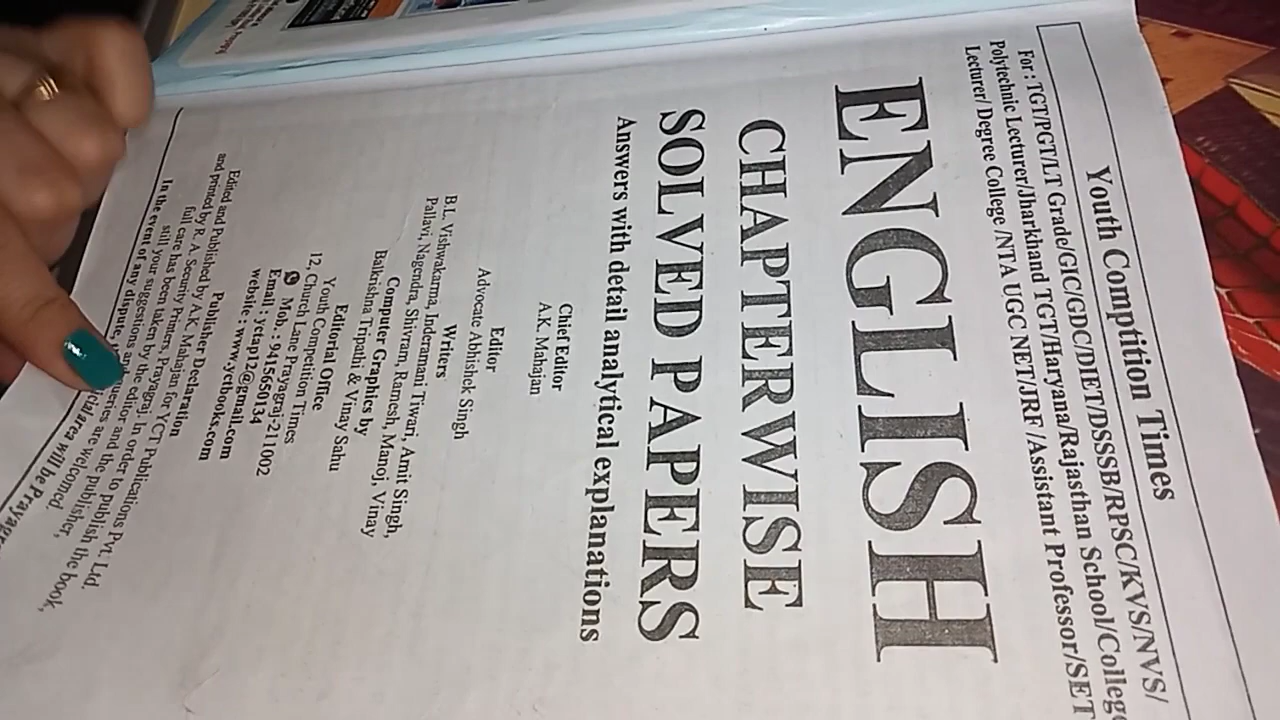 Youth Comptition Times
For : TGT/PGT/LT Grade/GIC/GDC/DIET/DSSSB/RPSC/KVS/NVS/
Polytechnic Lecturer/Jharkhand TGT/Haryana/Rajasthan School/College
Lecturer/ Degree College /NTA UGC NET/JRF /Assistant Professor/SET
ENGLISH
CHAPTERWISE
SOLVED PAPERS
Answers with detail analytical explanations
Chief Editor
A.K. Mahajan
Editor
Advocate Abhishek Singh
Writers
B.L. Vishwakarma, Inderamani Tiwari, Amit Singh,
Pallavi, Nagendra, Shivram, Ramesh, Manoj, Vinay
Computer Graphics by
Balkrishna Tripathi & Vinay Sahu
Editorial Office
Youth Competition Times
12, Church Lane Prayagraj-211002
Mob. : 9415650134
Email : yctap12@gmail.com
website : www.yctbooks.com
Publisher Declaration
Edited and Published by A.K. Mahajan for YCT Publications Pvt. Ltd.
and printed by R.A. Security Printers, Prayagraj. In order to publish the book,
full care has been taken by the editor and the publisher,
still your suggestions and queries are welcomed.
In the event of any dispute, the judicial area will be Prayagraj